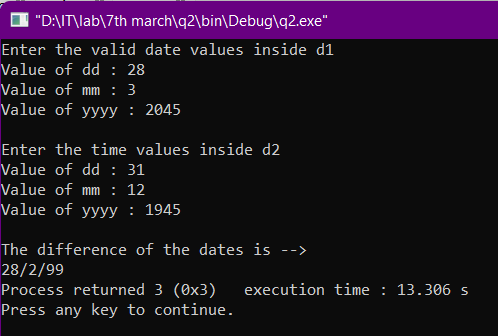 "D:\IT\lab\7th march\q2\bin\Debug\q2.exe"
Enter the valid date values inside d1
Value of dd : 28
Value of mm : 3
Value of yyyy : 2045
Enter the time values inside d2
Value of dd : 31
Value of mm : 12
Value of yyyy : 1945
The difference of the dates is -->
28/2/99
Process returned 3 (0x3)   execution time : 13.306 s
Press any key to continue.